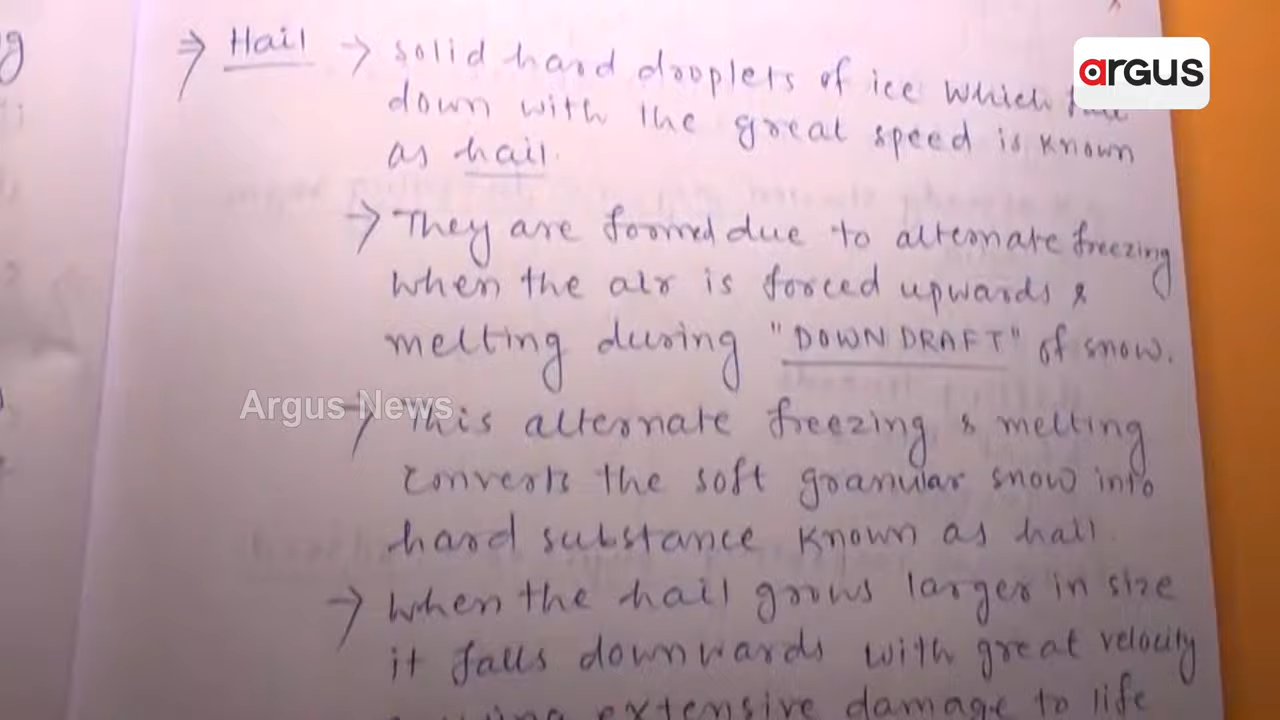 argus
⇒ Hail → solid hard droplets of ice which
down with the great speed is known
as hail.
→ They are formed due to alternate freezing
when the air is forced upwards &
melting during "DOWN DRAFT" of snow.
Argus News
→ This alternate freezing & melting
converts the soft granular snow into
hard substance known as hail.
→ When the hail grows larger in size
it falls downwards with great velocity
extensive damage to life